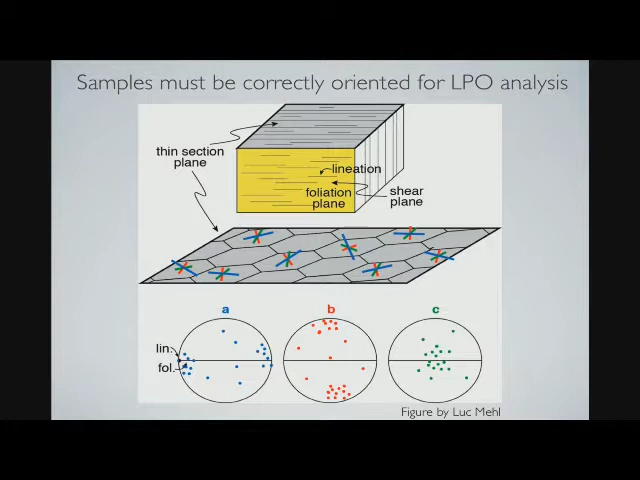 Samples must be correctly oriented for LPO analysis
thin section
plane
lineation
foliation
plane
shear
plane
a
b
c
lin.
fol.
Figure by Luc Mehl